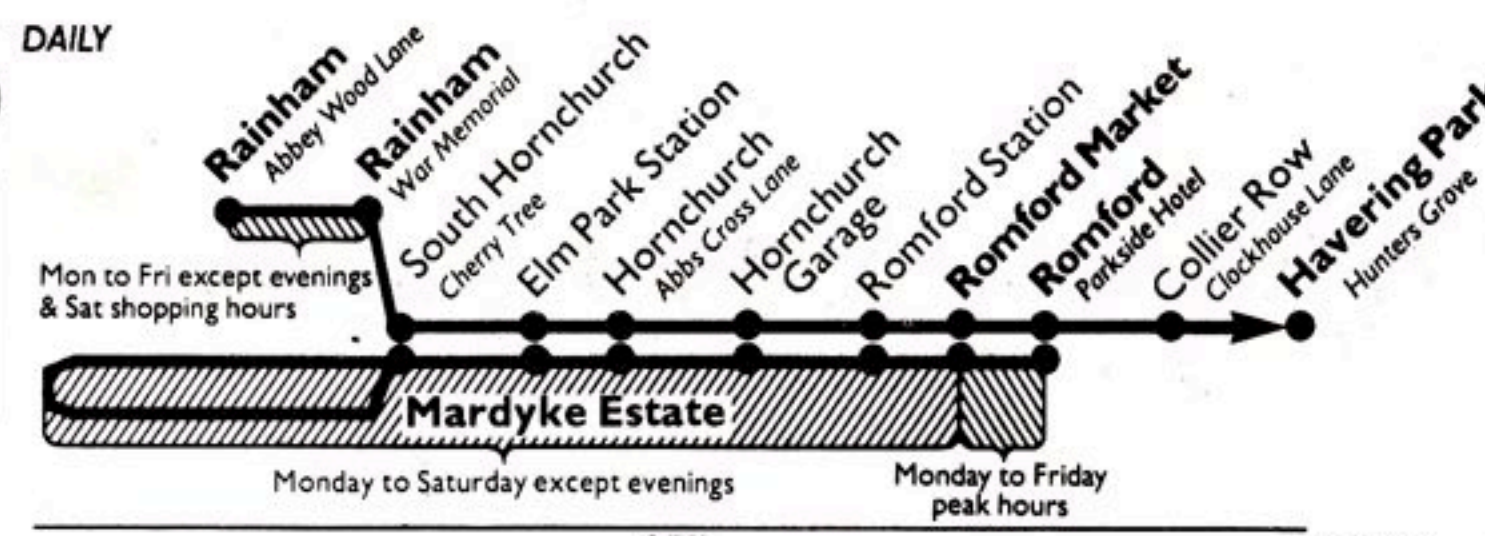 DAILY
Rainham
Abbey Wood Lane
Rainham
War Memorial
South Hornchurch
Cherry Tree
Elm Park Station
Hornchurch
Abbs Cross Lane
Hornchurch
Garage
Romford Station
Romford Market
Romford
Parkside Hotel
Collier Row
Clockhouse Lane
Havering Park
Hunters Grove
Mon to Fri except evenings
& Sat shopping hours
Mardyke Estate
Monday to Saturday except evenings
Monday to Friday
peak hours